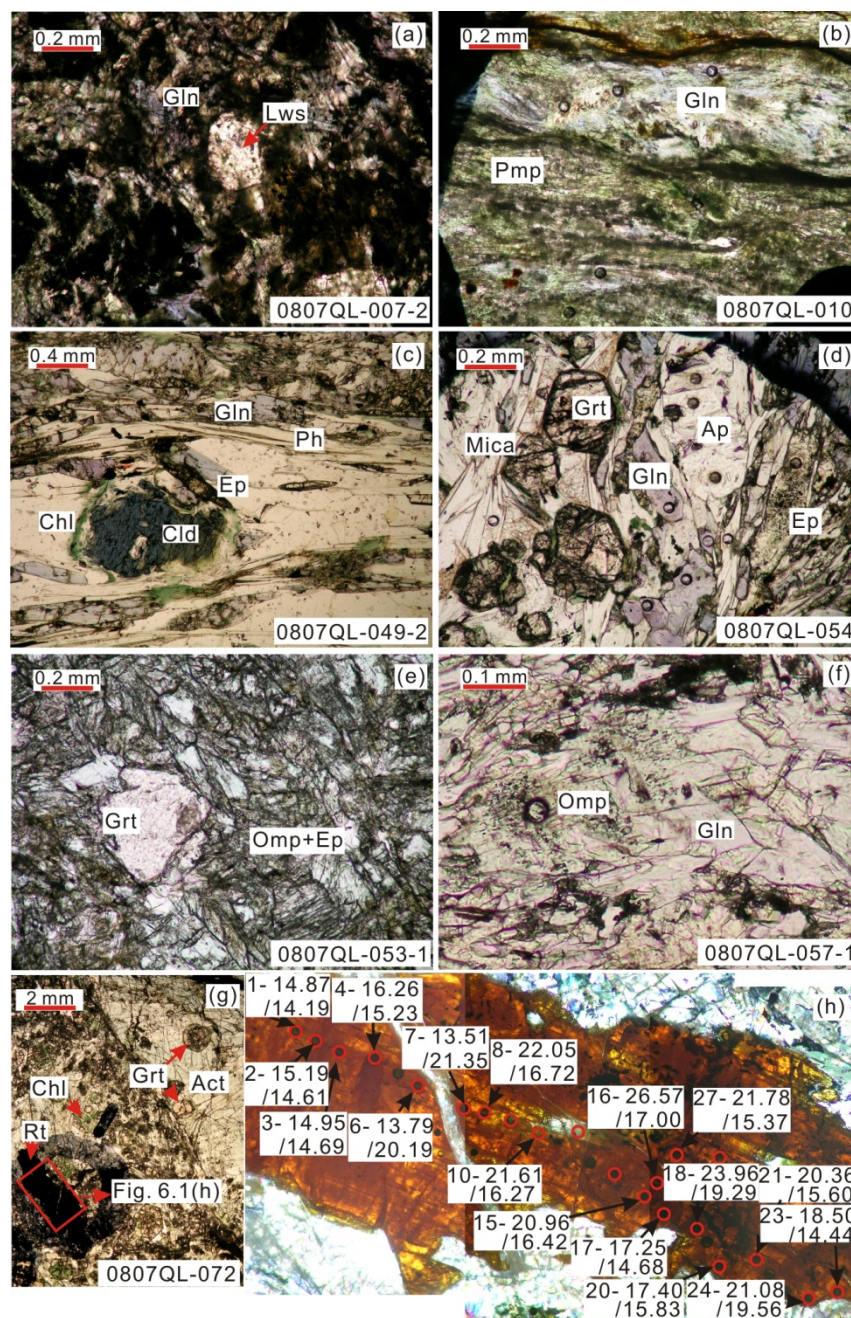 0.2 mm
(a)
Gln
Lws
0807QL-007-2
0.2 mm
(b)
Gln
Pmp
0807QL-010
0.4 mm
(c)
Gln
Ph
Ep
Chl
Cld
0807QL-049-2
0.2 mm
(d)
Grt
Ap
Mica
Gln
Ep
0807QL-054
0.2 mm
(e)
Grt
Omp+Ep
0807QL-053-1
0.1 mm
(f)
Omp
Gln
0807QL-057-1
2 mm
(g)
Grt
Act
Chl
Rt
Fig. 6.1(h)
0807QL-072
(h)
1- 14.87
/14.19
4- 16.26
/15.23
7- 13.51
/21.35
8- 22.05
/16.72
2- 15.19
/14.61
3- 14.95
/14.69
6- 13.79
/20.19
16- 26.57
/17.00
27- 21.78
/15.37
10- 21.61
/16.27
18- 23.96
/19.29
21- 20.36
/15.60
15- 20.96
/16.42
17- 17.25
/14.68
23- 18.50
/14.44
20- 17.40
/15.83
24- 21.08
/19.56